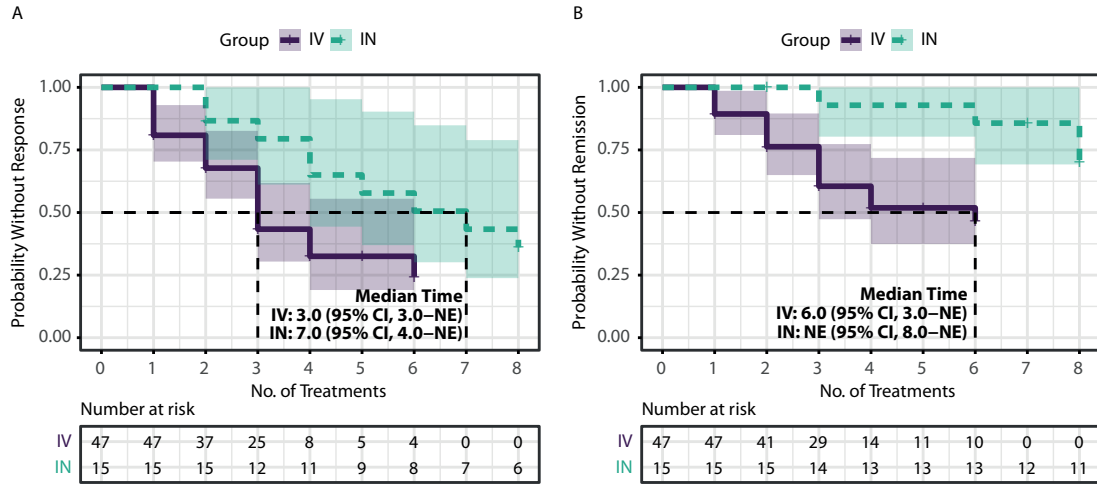 A
Group IV IN
Probability Without Response
1.00
0.75
0.50
0.25
0.00
Median Time
IV: 3.0 (95% CI, 3.0−NE)
IN: 7.0 (95% CI, 4.0−NE)
0 1 2 3 4 5 6 7 8
No. of Treatments
Number at risk
IV 47 47 37 25 8 5 4 0 0
IN 15 15 15 12 11 9 8 7 6
B
Group IV IN
Probability Without Remission
1.00
0.75
0.50
0.25
0.00
Median Time
IV: 6.0 (95% CI, 3.0−NE)
IN: NE (95% CI, 8.0−NE)
0 1 2 3 4 5 6 7 8
No. of Treatments
Number at risk
IV 47 47 41 29 14 11 10 0 0
IN 15 15 15 14 13 13 13 12 11